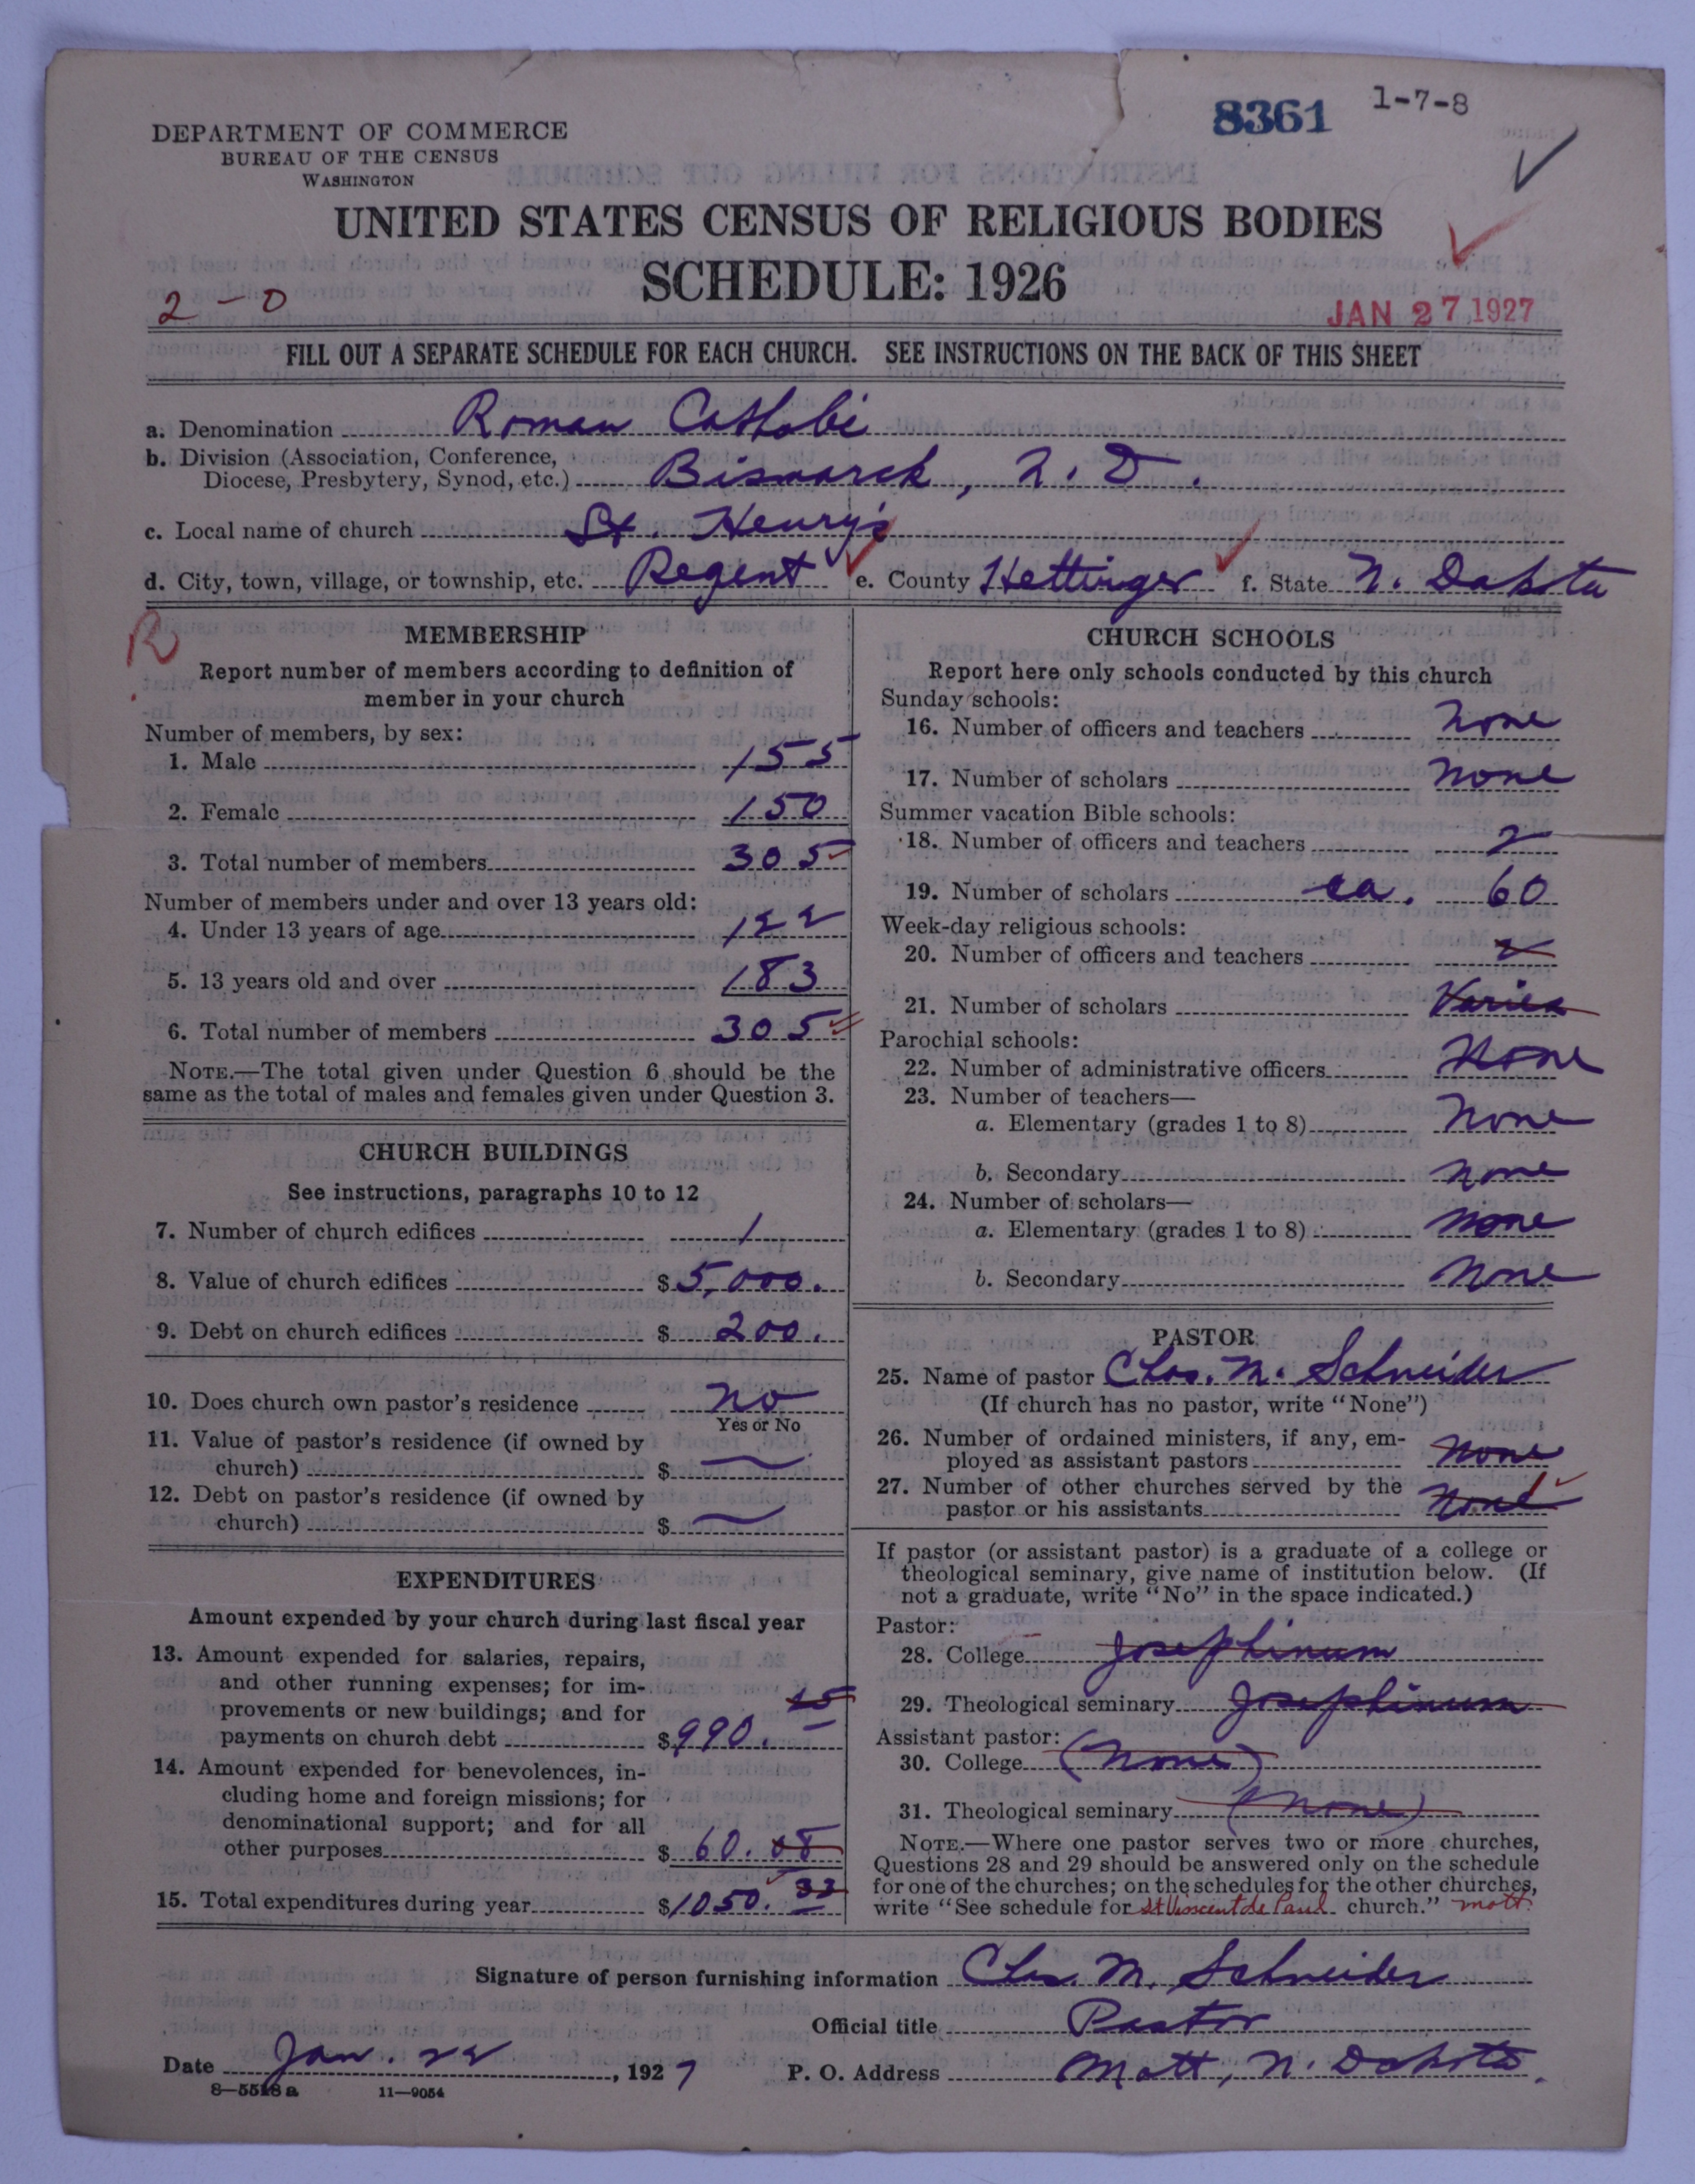 8361 1-7-8
DEPARTMENT OF COMMERCE
BUREAU OF THE CENSUS
WASHINGTON
UNITED STATES CENSUS OF RELIGIOUS BODIES
SCHEDULE: 1926
2-0
JAN 27 1927
FILL OUT A SEPARATE SCHEDULE FOR EACH CHURCH. SEE INSTRUCTIONS ON THE BACK OF THIS SHEET
a. Denomination Roman Catholic
b. Division (Association, Conference,
Diocese, Presbytery, Synod, etc.) Bismarck, N. D.
c. Local name of church St. Henry's
d. City, town, village, or township, etc. Regent e. County Hettinger f. State N. Dakota
R
MEMBERSHIP
Report number of members according to definition of
member in your church
Number of members, by sex:
1. Male 155
2. Female 150
3. Total number of members 305
Number of members under and over 13 years old:
4. Under 13 years of age 122
5. 13 years old and over 183
6. Total number of members 305
NOTE.—The total given under Question 6 should be the
same as the total of males and females given under Question 3.
CHURCH BUILDINGS
See instructions, paragraphs 10 to 12
7. Number of church edifices 1
8. Value of church edifices $ 5,000.
9. Debt on church edifices $ 200.
10. Does church own pastor's residence No
Yes or No
11. Value of pastor's residence (if owned by
church) $ —
12. Debt on pastor's residence (if owned by
church) $ —
EXPENDITURES
Amount expended by your church during last fiscal year
13. Amount expended for salaries, repairs,
and other running expenses; for im-
provements or new buildings; and for
payments on church debt $ 990.
14. Amount expended for benevolences, in-
cluding home and foreign missions; for
denominational support; and for all
other purposes $ 60.08
15. Total expenditures during year $ 1050.33
CHURCH SCHOOLS
Report here only schools conducted by this church
Sunday schools:
16. Number of officers and teachers None
17. Number of scholars None
Summer vacation Bible schools:
18. Number of officers and teachers 2
19. Number of scholars ca. 60
Week-day religious schools:
20. Number of officers and teachers 2
21. Number of scholars Varies
Parochial schools:
22. Number of administrative officers None
23. Number of teachers—
a. Elementary (grades 1 to 8) None
b. Secondary None
24. Number of scholars—
a. Elementary (grades 1 to 8) None
b. Secondary None
PASTOR
25. Name of pastor Chas. M. Schneider
(If church has no pastor, write "None")
26. Number of ordained ministers, if any, em-
ployed as assistant pastors None
27. Number of other churches served by the 1
pastor or his assistants None
If pastor (or assistant pastor) is a graduate of a college or
theological seminary, give name of institution below. (If
not a graduate, write "No" in the space indicated.)
Pastor:
28. College Josephinum
29. Theological seminary Josephinum
Assistant pastor:
30. College (None)
31. Theological seminary (None)
NOTE.—Where one pastor serves two or more churches,
Questions 28 and 29 should be answered only on the schedule
for one of the churches; on the schedules for the other churches,
write "See schedule for St Vinscent de Paul church." Mott
Signature of person furnishing information Chas. M. Schneider
Official title Pastor
Date Jan. 22, 1927 P. O. Address Mott, N. Dakota.
8—5518 a 11—9054